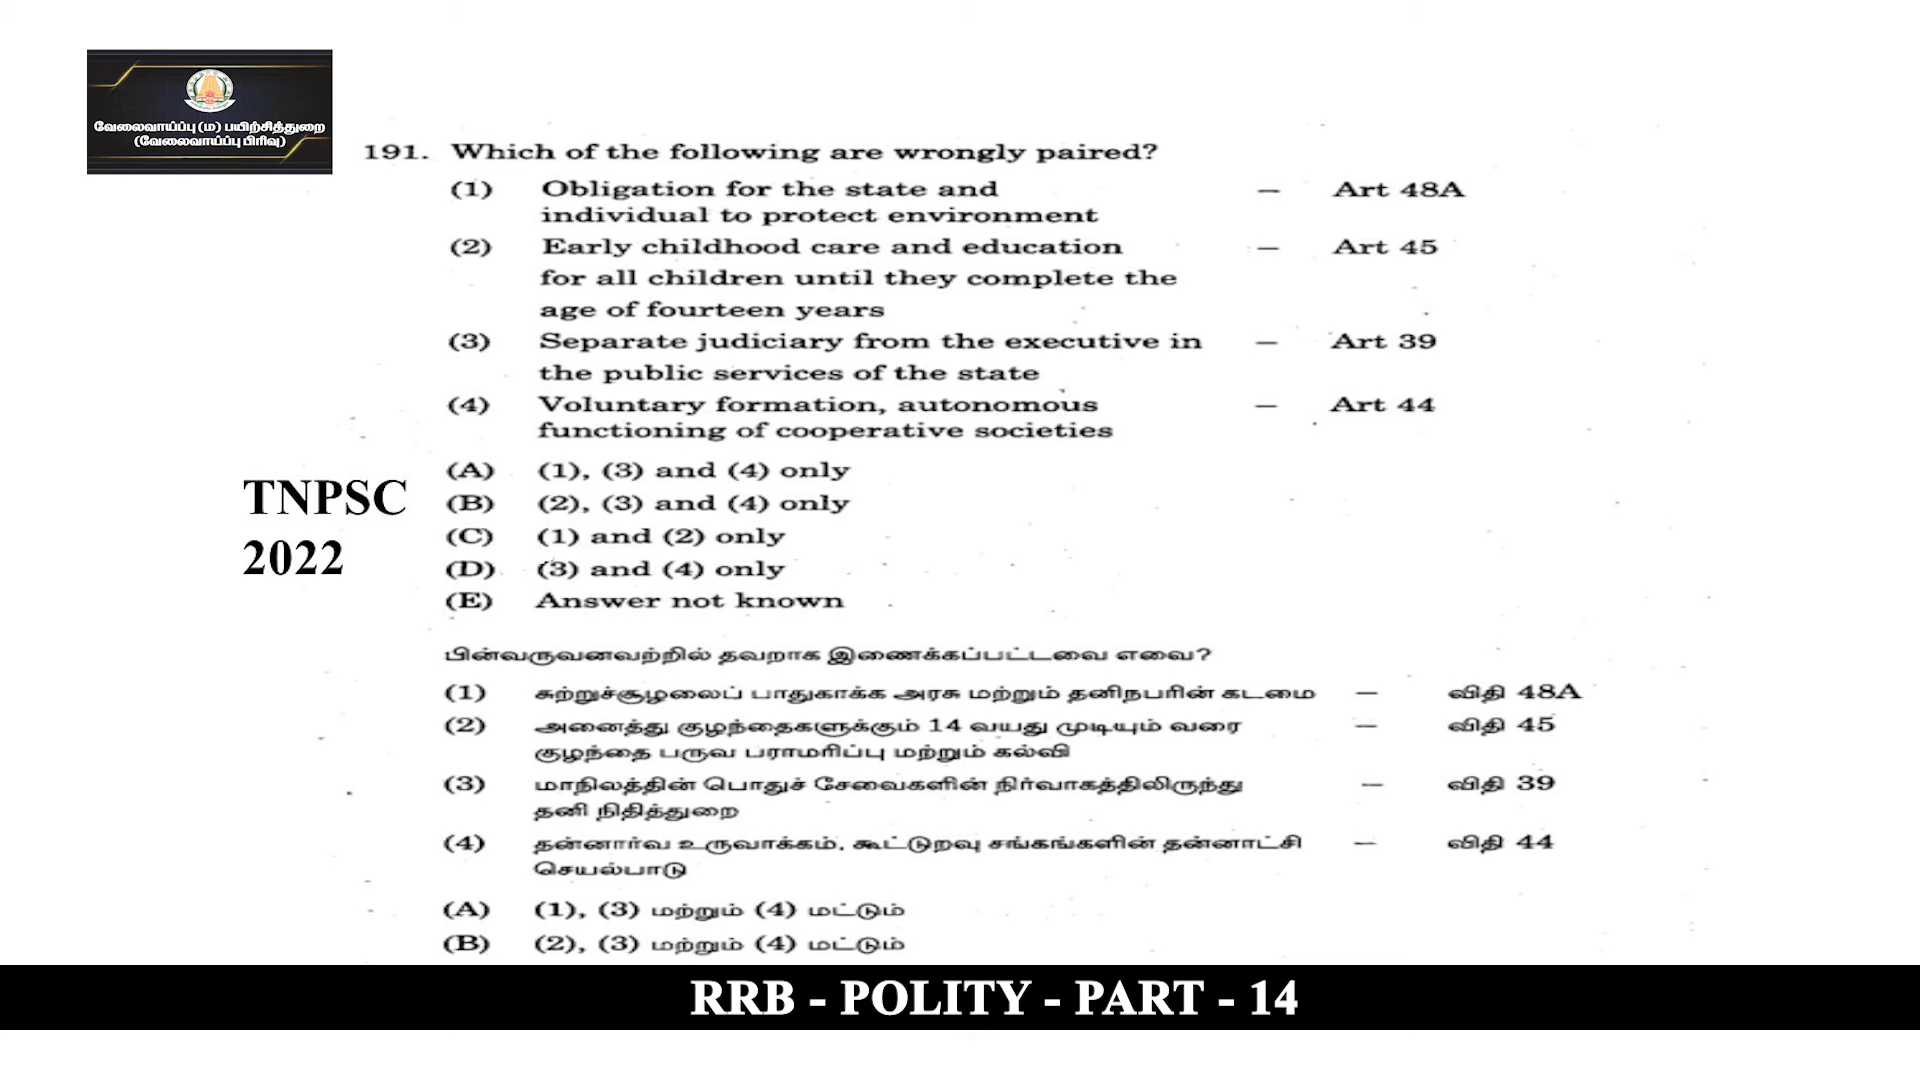 வேலைவாய்ப்பு (ம) பயிற்சித்துறை
(வேலைவாய்ப்பு பிரிவு)
191. Which of the following are wrongly paired?
(1) Obligation for the state and – Art 48A
individual to protect environment
(2) Early childhood care and education – Art 45
for all children until they complete the
age of fourteen years
(3) Separate judiciary from the executive in – Art 39
the public services of the state
(4) Voluntary formation, autonomous – Art 44
functioning of cooperative societies
(A) (1), (3) and (4) only
(B) (2), (3) and (4) only
(C) (1) and (2) only
(D) (3) and (4) only
(E) Answer not known
TNPSC
2022
பின்வருவனவற்றில் தவறாக இணைக்கப்பட்டவை எவை?
(1) சுற்றுச்சூழலைப் பாதுகாக்க அரசு மற்றும் தனிநபரின் கடமை – விதி 48A
(2) அனைத்து குழந்தைகளுக்கும் 14 வயது முடியும் வரை – விதி 45
குழந்தை பருவ பராமரிப்பு மற்றும் கல்வி
(3) மாநிலத்தின் பொதுச் சேவைகளின் நிர்வாகத்திலிருந்து – விதி 39
தனி நிதித்துறை
(4) தன்னார்வ உருவாக்கம், கூட்டுறவு சங்கங்களின் தன்னாட்சி – விதி 44
செயல்பாடு
(A) (1), (3) மற்றும் (4) மட்டும்
(B) (2), (3) மற்றும் (4) மட்டும்
RRB - POLITY - PART - 14